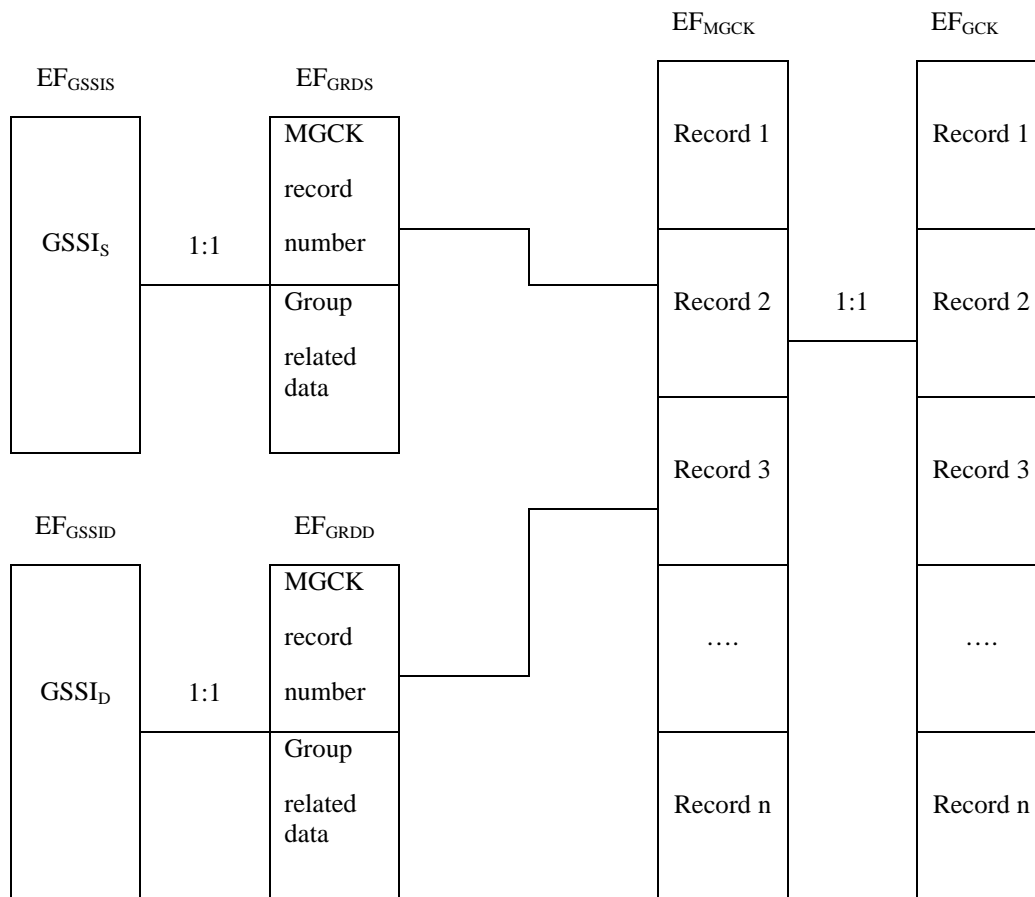 EF_MGCK
EF_GCK
EF_GSSIS
EF_GRDS
MGCK
record
number
Group
related
data
GSSI_S
1:1
Record 1
Record 2
Record 3
….
Record n
1:1
Record 1
Record 2
Record 3
….
Record n
EF_GSSID
EF_GRDD
MGCK
record
number
Group
related
data
GSSI_D
1:1